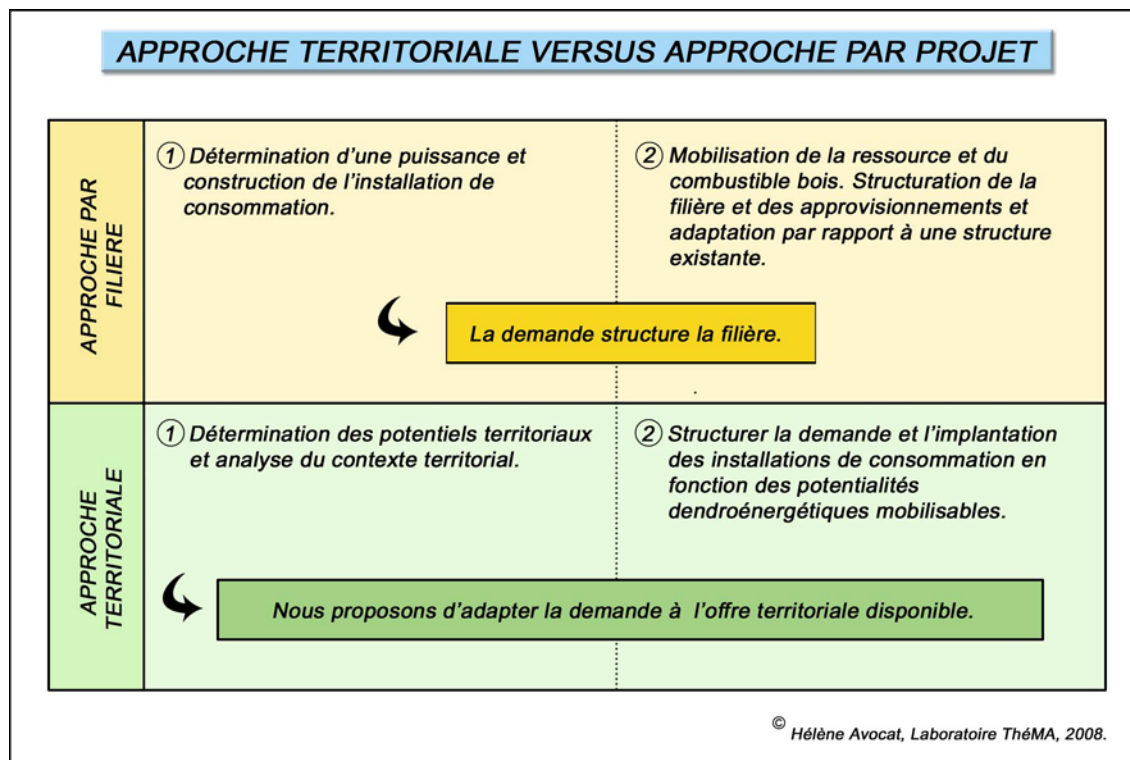 APPROCHE TERRITORIALE VERSUS APPROCHE PAR PROJET
APPROCHE PAR
FILIERE
① Détermination d'une puissance et
construction de l'installation de
consommation.
② Mobilisation de la ressource et du
combustible bois. Structuration de la
filière et des approvisionnements et
adaptation par rapport à une structure
existante.
La demande structure la filière.
APPROCHE
TERRITORIALE
① Détermination des potentiels territoriaux
et analyse du contexte territorial.
② Structurer la demande et l'implantation
des installations de consommation en
fonction des potentialités
dendroénergétiques mobilisables.
Nous proposons d'adapter la demande à l'offre territoriale disponible.
© Hélène Avocat, Laboratoire ThéMA, 2008.